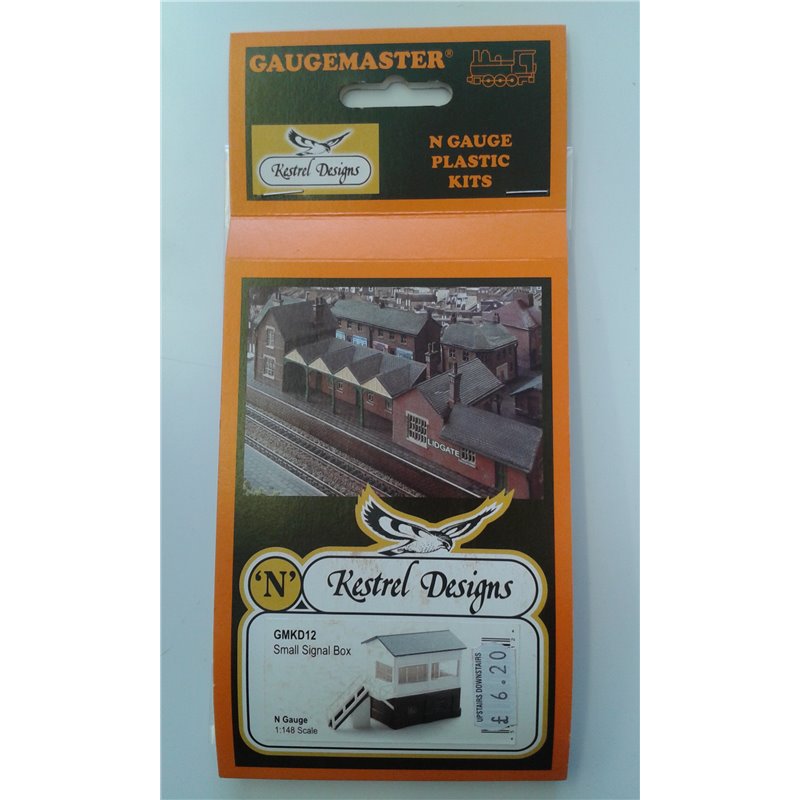 GAUGEMASTER®
Kestrel Designs
N GAUGE
PLASTIC
KITS
LIDGATE
'N'
Kestrel Designs
GMKD12
Small Signal Box
N Gauge
1:148 Scale
UPSTAIRS DOWNSTAIRS
£ 6.20